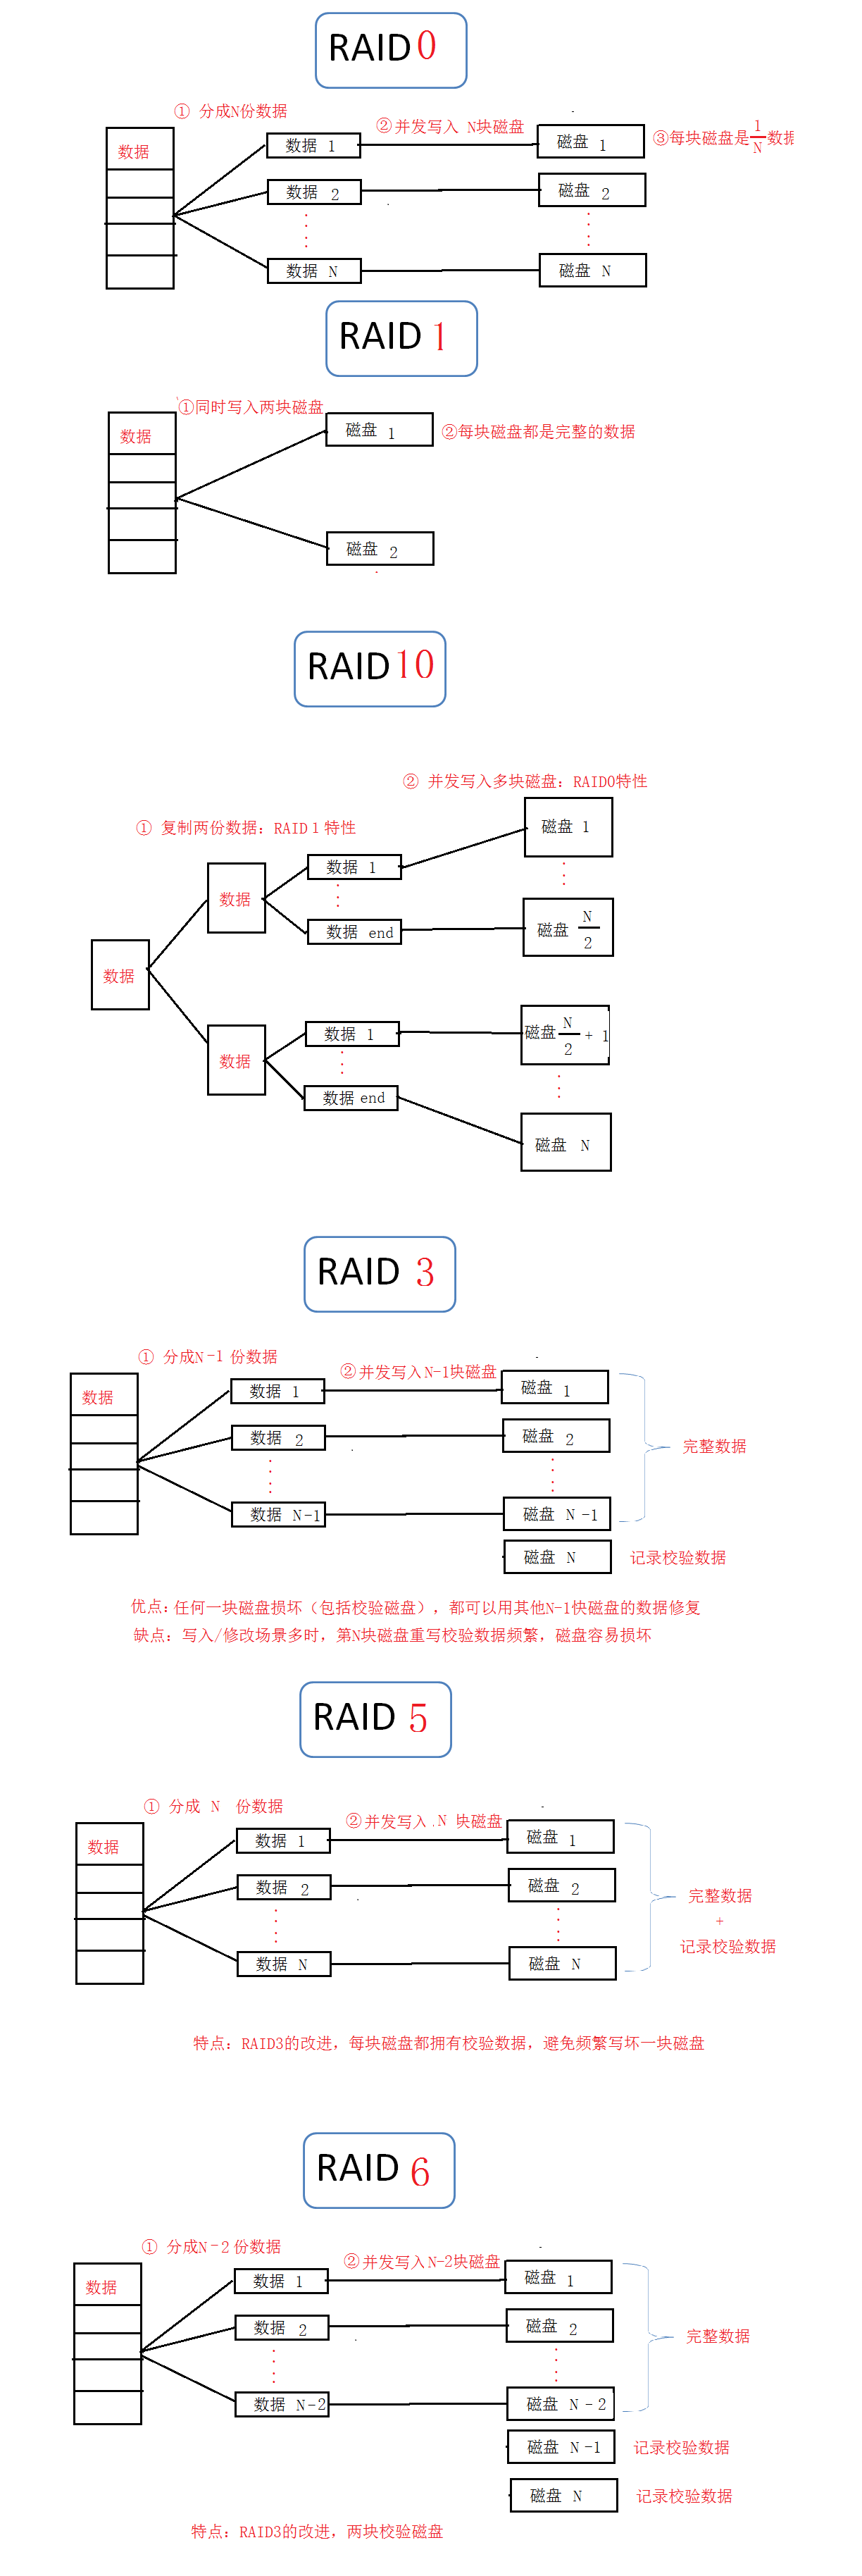 RAID0
① 分成N份数据
②并发写入 N块磁盘
数据
数据 1
磁盘 1
③每块磁盘是1/N数据
数据 2
磁盘 2
数据 N
磁盘 N
RAID 1
①同时写入两块磁盘
数据
磁盘 1
②每块磁盘都是完整的数据
磁盘 2
RAID10
② 并发写入多块磁盘：RAID0特性
① 复制两份数据：RAID1特性
磁盘 1
数据 1
数据
数据 end
磁盘 N/2
数据
数据 1
磁盘 N/2 + 1
数据
数据 end
磁盘 N
RAID 3
① 分成N-1 份数据
②并发写入N-1块磁盘
数据
数据 1
磁盘 1
数据 2
磁盘 2
完整数据
数据 N-1
磁盘 N-1
磁盘 N
记录校验数据
优点：任何一块磁盘损坏（包括校验磁盘），都可以用其他N-1快磁盘的数据修复
缺点：写入/修改场景多时，第N块磁盘重写校验数据频繁，磁盘容易损坏
RAID 5
① 分成 N 份数据
②并发写入 N 块磁盘
数据
数据 1
磁盘 1
数据 2
磁盘 2
完整数据
+
记录校验数据
数据 N
磁盘 N
特点：RAID3的改进，每块磁盘都拥有校验数据，避免频繁写坏一块磁盘
RAID 6
① 分成N-2份数据
②并发写入N-2块磁盘
数据
数据 1
磁盘 1
数据 2
磁盘 2
完整数据
数据 N-2
磁盘 N-2
磁盘 N-1
记录校验数据
磁盘 N
记录校验数据
特点：RAID3的改进，两块校验磁盘